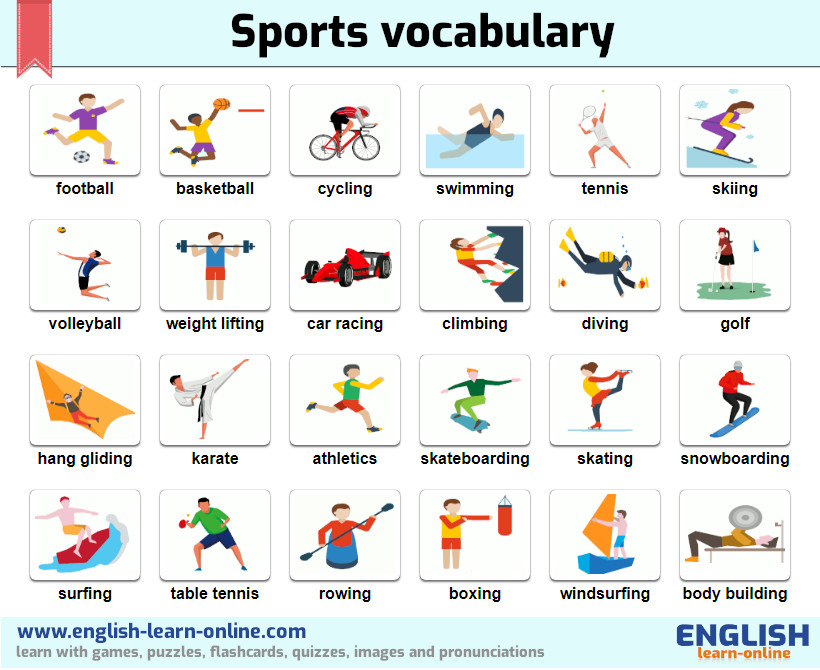 Sports vocabulary
football basketball cycling swimming tennis skiing
volleyball weight lifting car racing climbing diving golf
hang gliding karate athletics skateboarding skating snowboarding
surfing table tennis rowing boxing windsurfing body building
www.english-learn-online.com
learn with games, puzzles, flashcards, quizzes, images and pronunciations
ENGLISH
learn-online